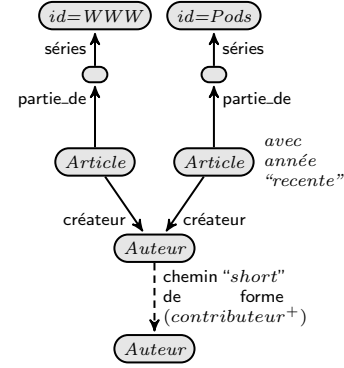 id=WWW id=Pods
séries séries
partie_de partie_de
avec
Article Article année
"recente"
créateur créateur
Auteur
chemin "short"
de forme
(contributeur⁺)
Auteur